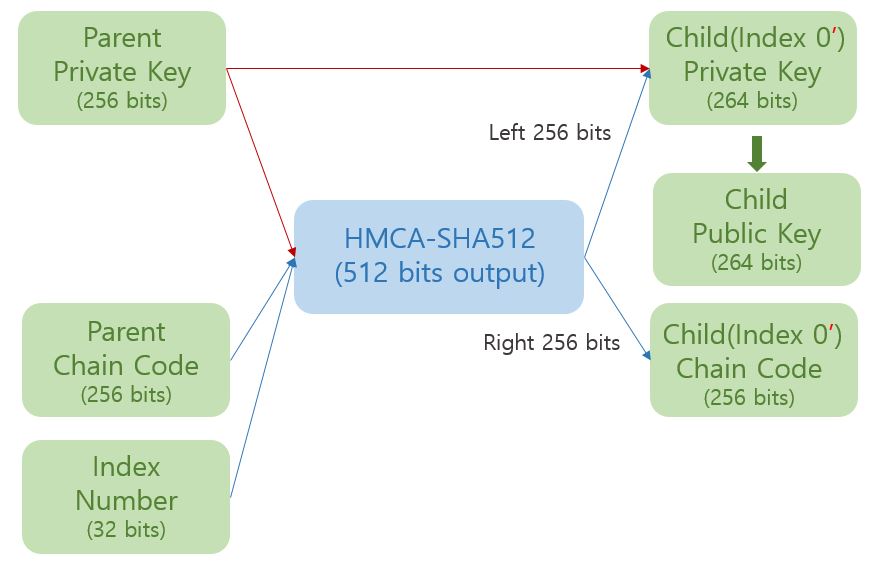 Parent
Private Key
(256 bits)
Child(Index 0′)
Private Key
(264 bits)
Left 256 bits
Child
Public Key
(264 bits)
HMCA-SHA512
(512 bits output)
Parent
Chain Code
(256 bits)
Right 256 bits
Child(Index 0′)
Chain Code
(256 bits)
Index
Number
(32 bits)